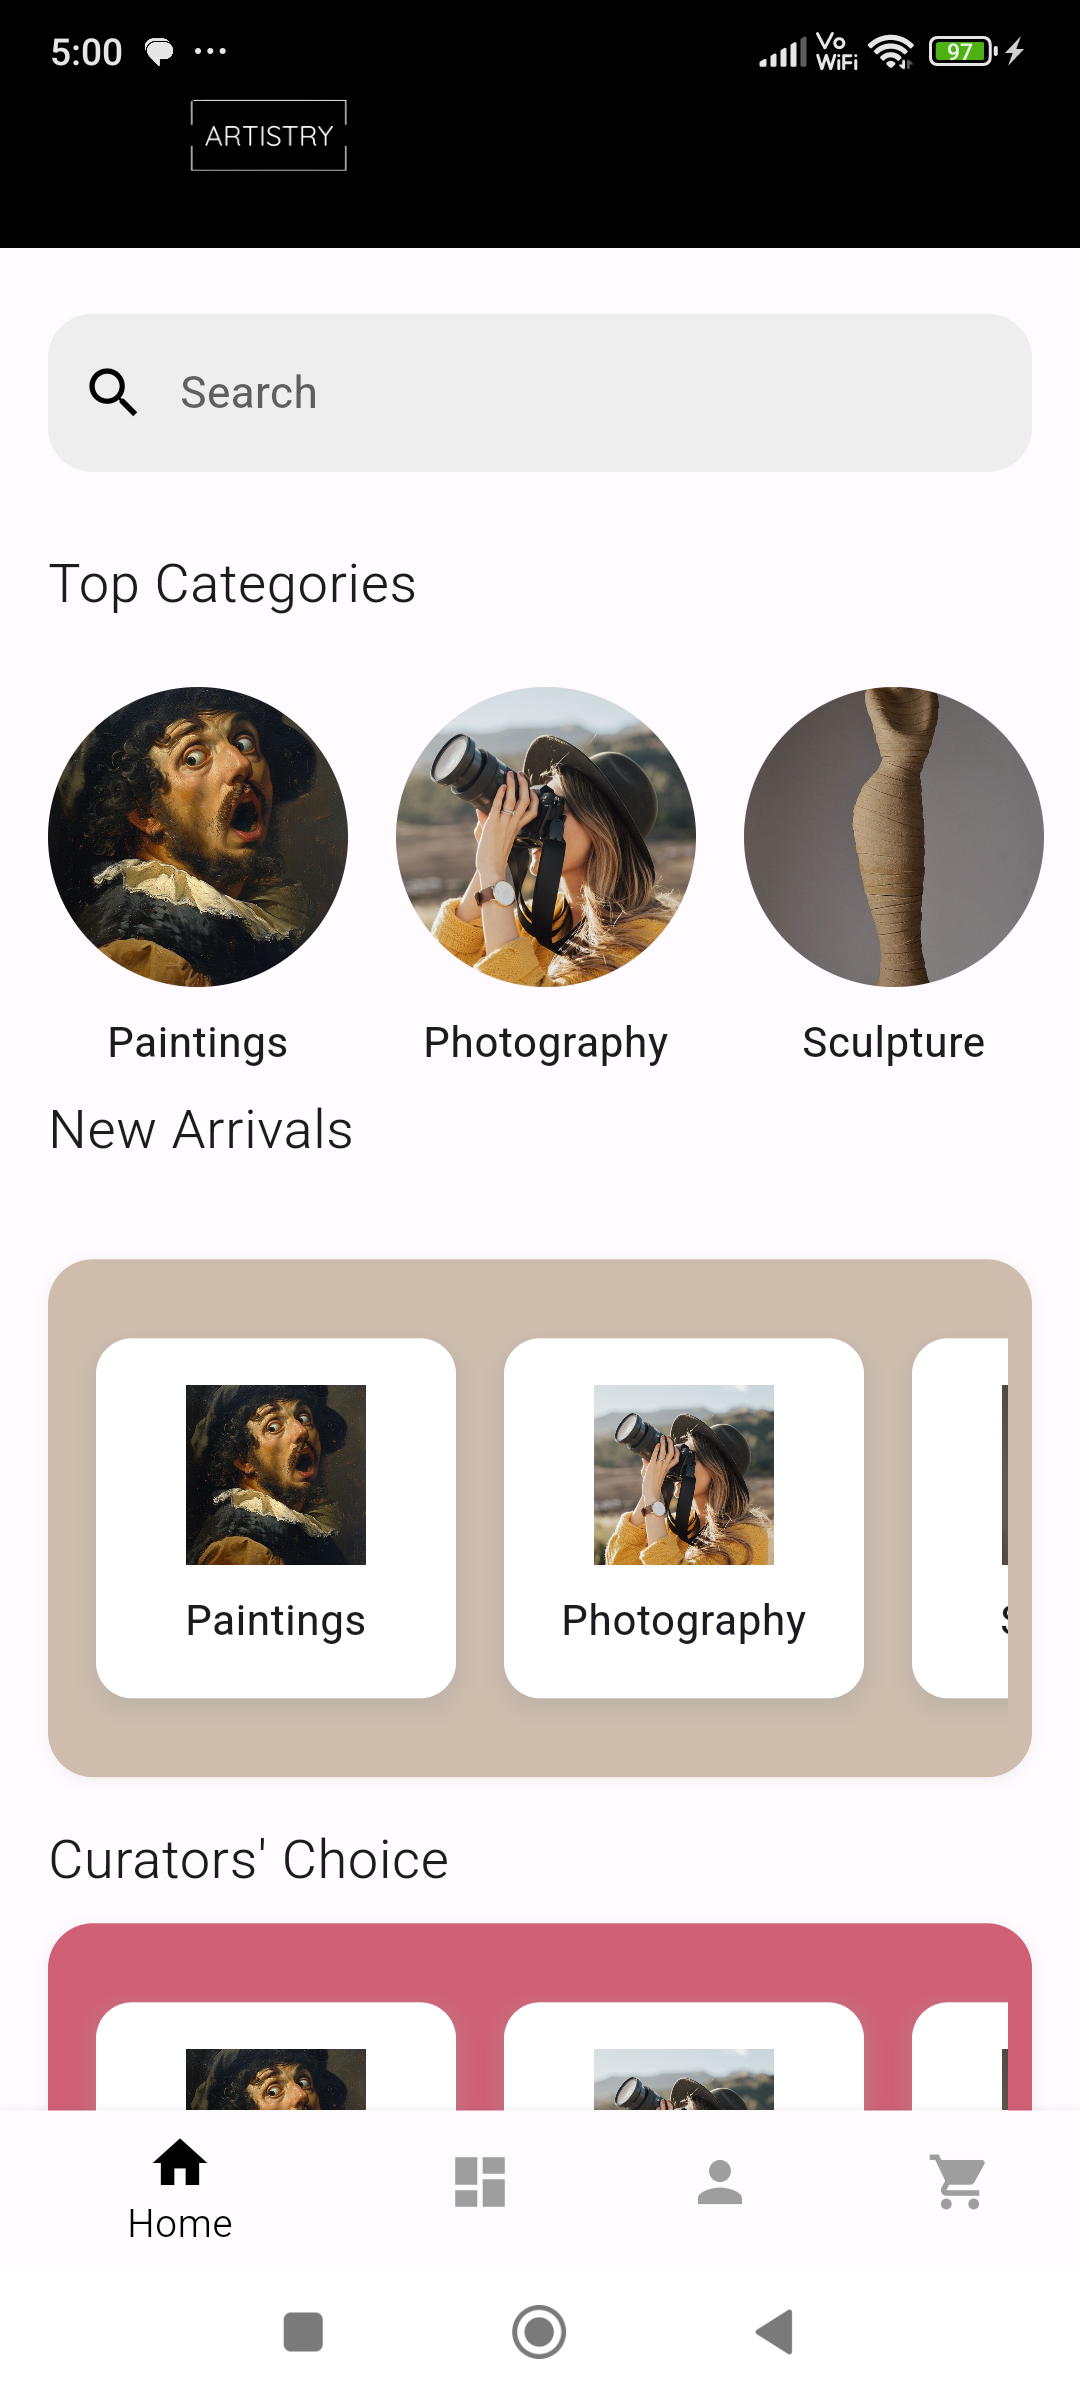 5:00
Vo
WiFi
97
ARTISTRY
Search
Top Categories
Paintings
Photography
Sculpture
New Arrivals
Paintings
Photography
Curators' Choice
Home